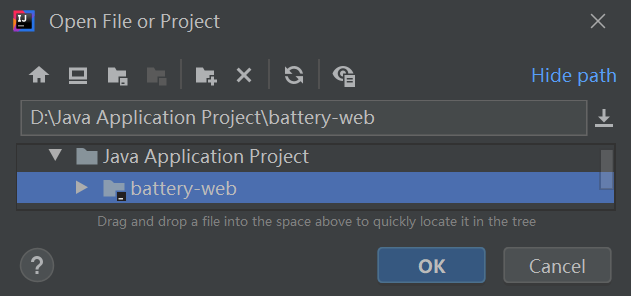 Open File or Project
Hide path
D:\Java Application Project\battery-web
Java Application Project
battery-web
Drag and drop a file into the space above to quickly locate it in the tree
? OK Cancel